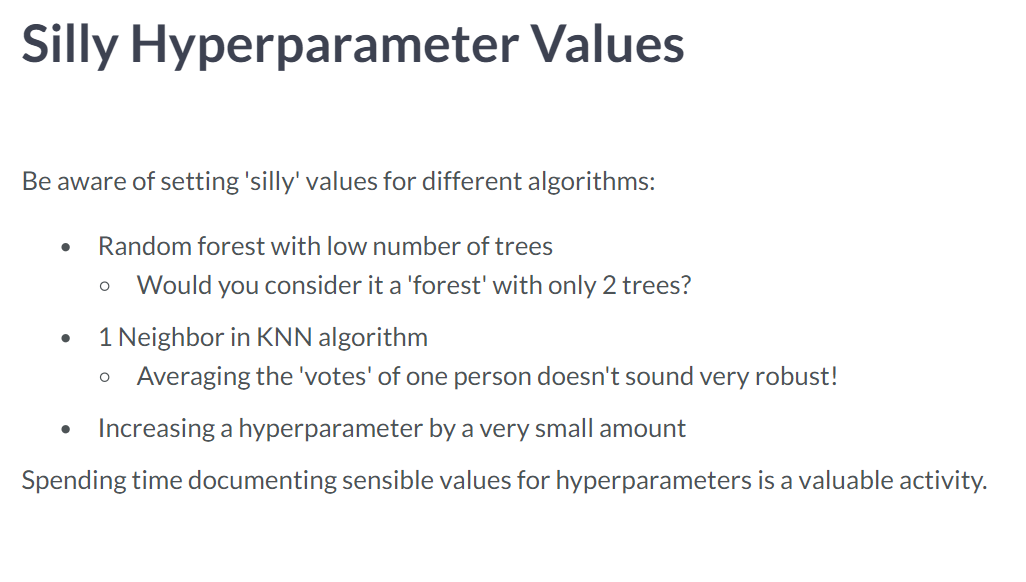 Silly Hyperparameter Values
Be aware of setting 'silly' values for different algorithms:
• Random forest with low number of trees
○ Would you consider it a 'forest' with only 2 trees?
• 1 Neighbor in KNN algorithm
○ Averaging the 'votes' of one person doesn't sound very robust!
• Increasing a hyperparameter by a very small amount
Spending time documenting sensible values for hyperparameters is a valuable activity.